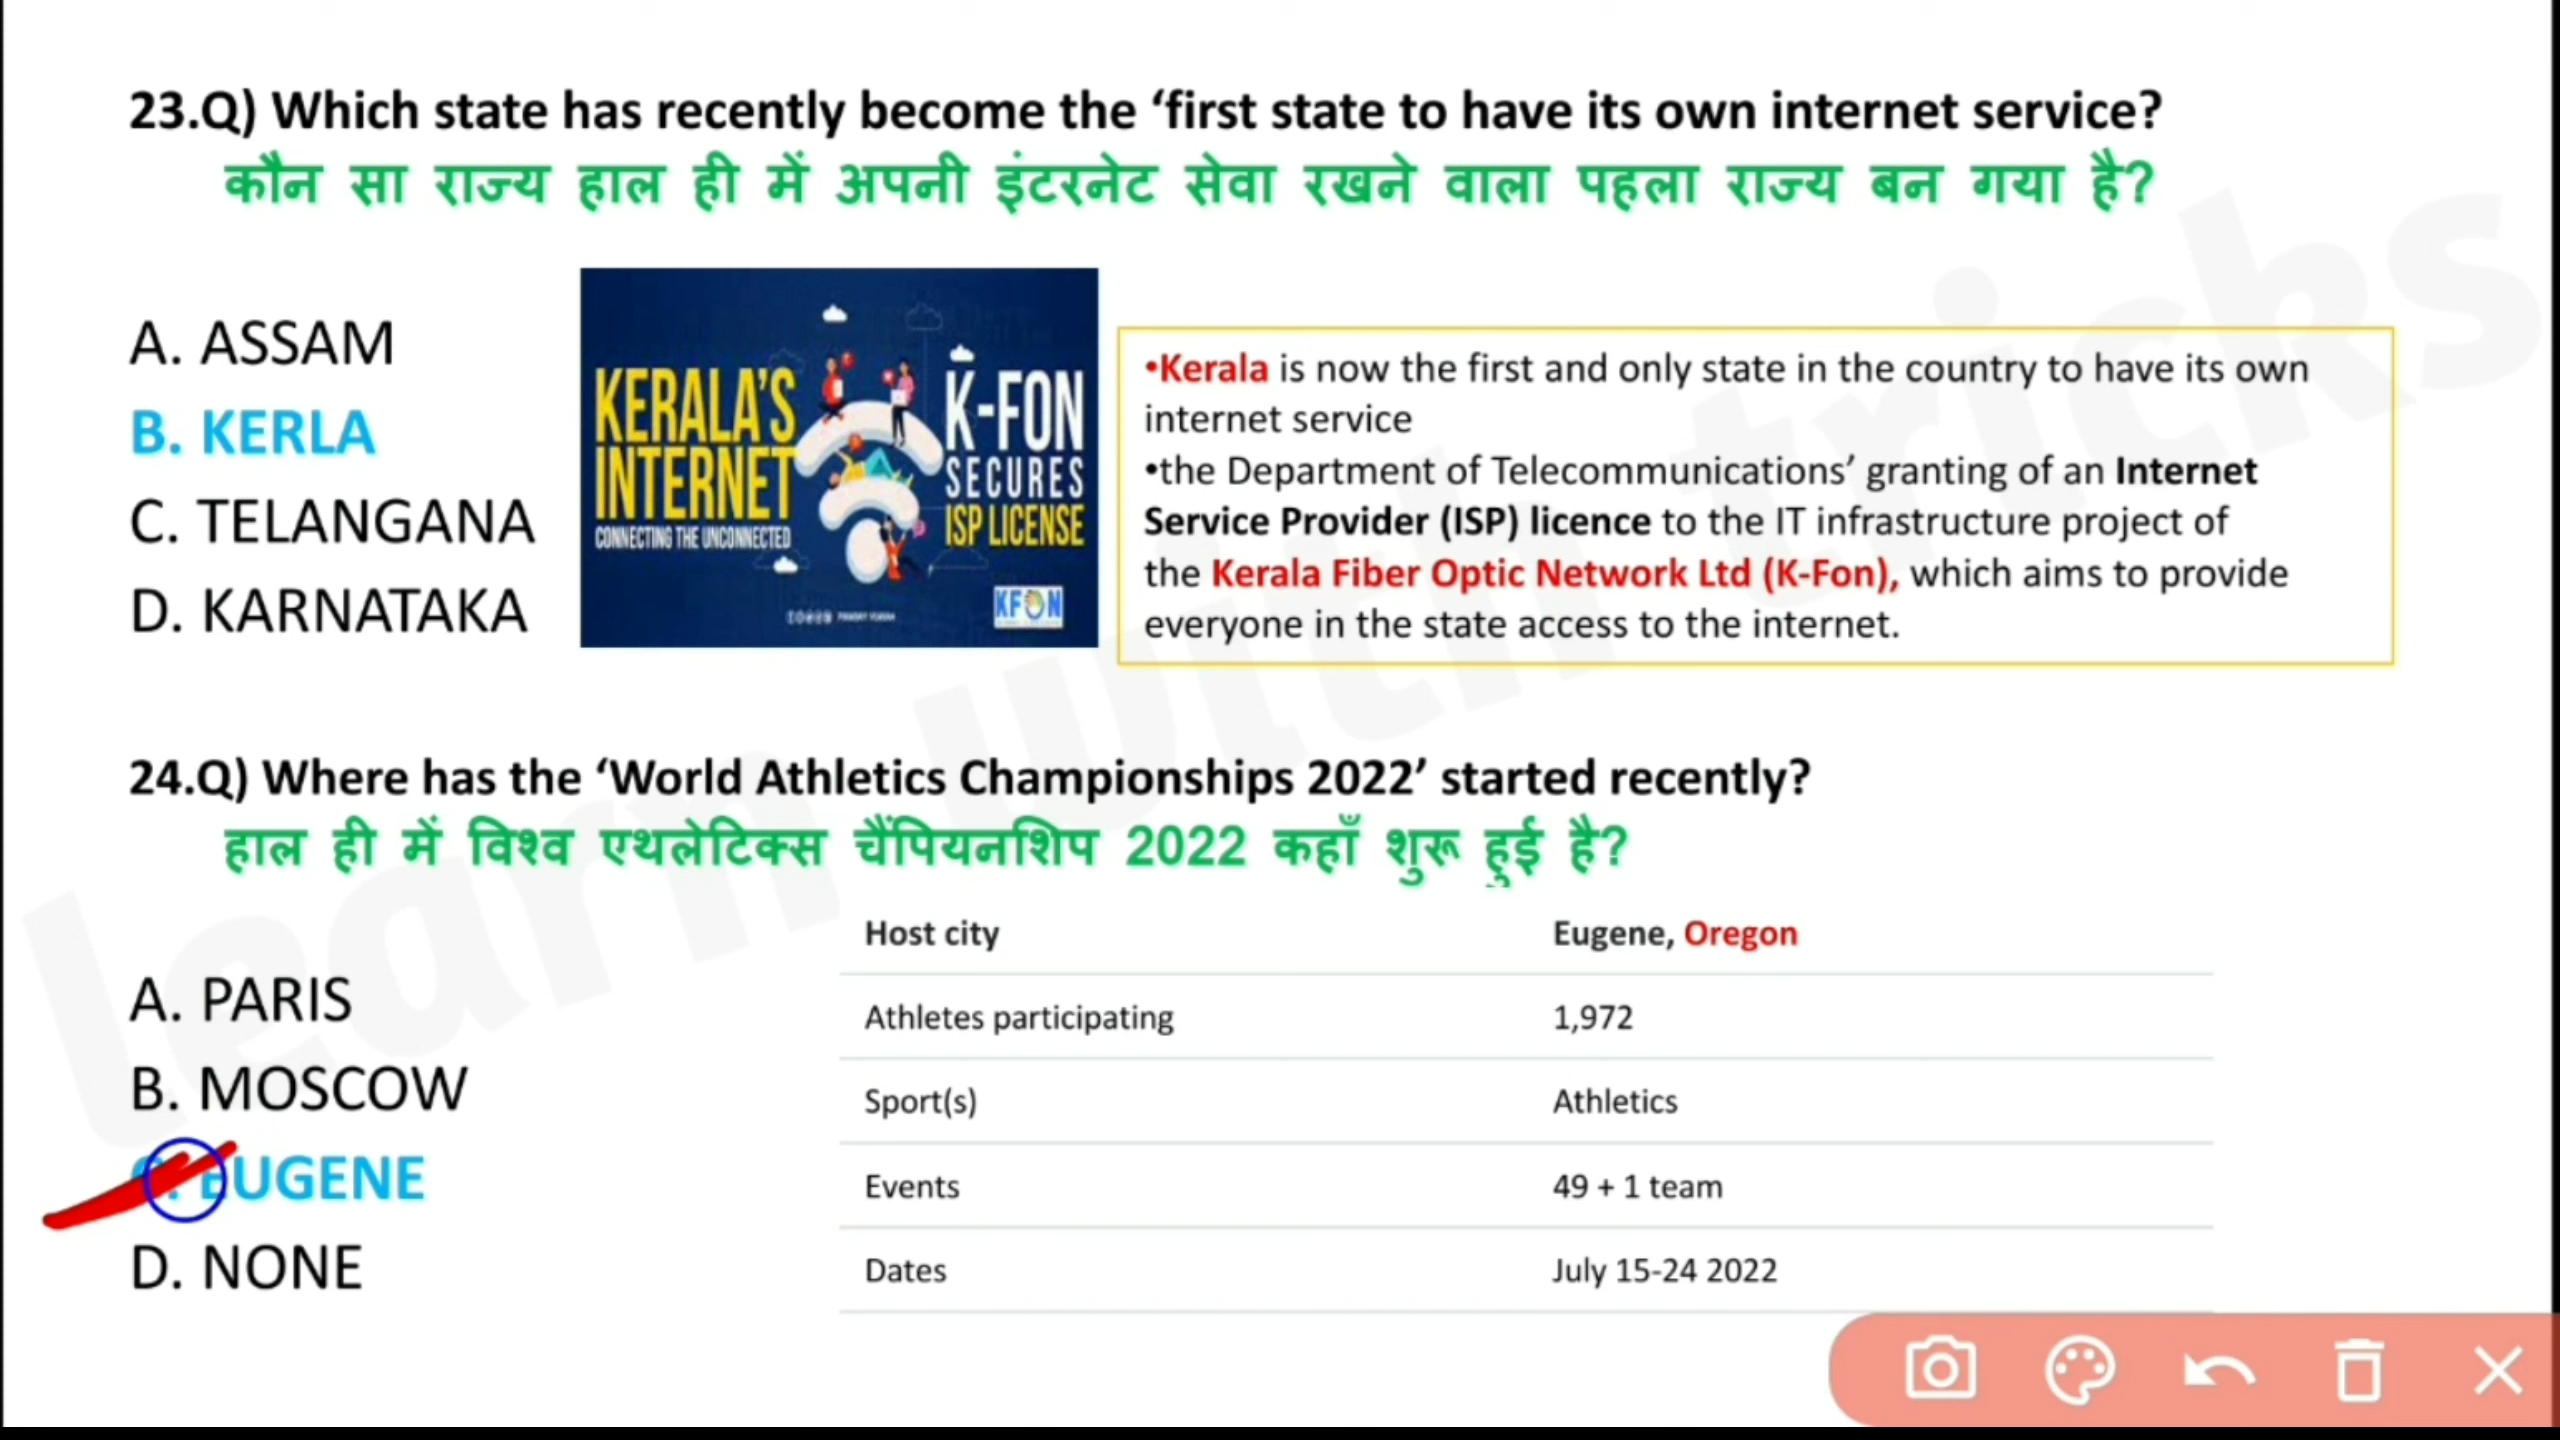 23.Q) Which state has recently become the ‘first state to have its own internet service?
कौन सा राज्य हाल ही में अपनी इंटरनेट सेवा रखने वाला पहला राज्य बन गया है?
A. ASSAM
B. KERLA
C. TELANGANA
D. KARNATAKA
KERALA'S
INTERNET
CONNECTING THE UNCONNECTED
K-FON
SECURES
ISP LICENSE
KFON
•Kerala is now the first and only state in the country to have its own
internet service
•the Department of Telecommunications’ granting of an Internet
Service Provider (ISP) licence to the IT infrastructure project of
the Kerala Fiber Optic Network Ltd (K-Fon), which aims to provide
everyone in the state access to the internet.
24.Q) Where has the ‘World Athletics Championships 2022’ started recently?
हाल ही में विश्व एथलेटिक्स चैंपियनशिप 2022 कहाँ शुरू हुई है?
A. PARIS
B. MOSCOW
C. EUGENE
D. NONE
Host city Eugene, Oregon
Athletes participating 1,972
Sport(s) Athletics
Events 49 + 1 team
Dates July 15-24 2022
learn with tricks